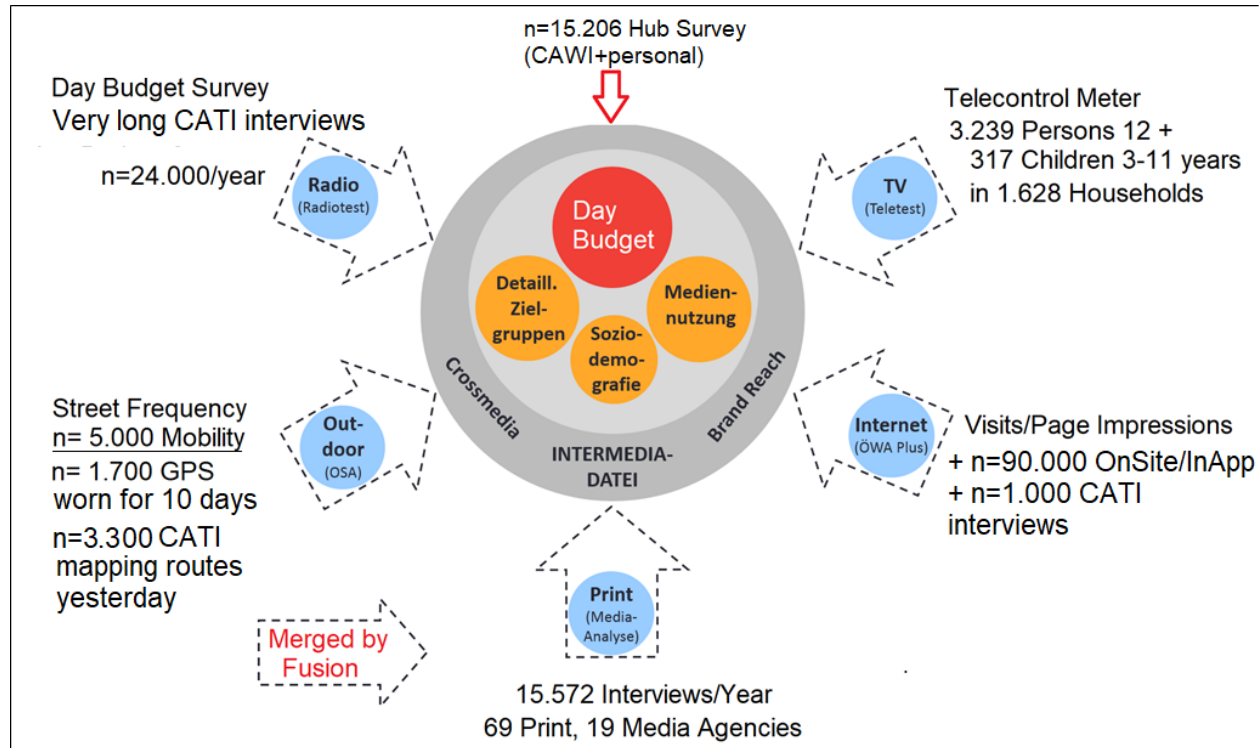 n=15.206 Hub Survey
(CAWI+personal)
Day Budget Survey
Very long CATI interviews
n=24.000/year
Radio
(Radiotest)
Telecontrol Meter
3.239 Persons 12 +
317 Children 3-11 years
in 1.628 Households
TV
(Teletest)
Day
Budget
Detaill.
Ziel-
gruppen
Medien-
nutzung
Sozio-
demo-
grafie
Crossmedia
Brand Reach
INTERMEDIA-
DATEI
Street Frequency
n= 5.000 Mobility
n= 1.700 GPS
worn for 10 days
n=3.300 CATI
mapping routes
yesterday
Out-
door
(OSA)
Internet
(ÖWA Plus)
Visits/Page Impressions
+ n=90.000 OnSite/InApp
+ n=1.000 CATI
interviews
Print
(Media-
Analyse)
Merged by
Fusion
15.572 Interviews/Year
69 Print, 19 Media Agencies